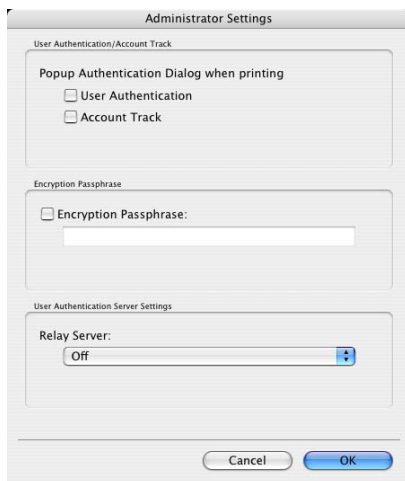 Administrator Settings
User Authentication/Account Track
Popup Authentication Dialog when printing
User Authentication
Account Track
Encryption Passphrase
Encryption Passphrase:
User Authentication Server Settings
Relay Server:
Off
Cancel OK